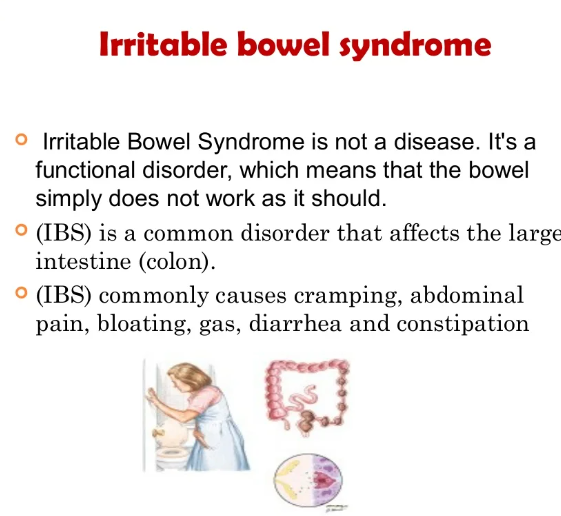 Irritable bowel syndrome
Irritable Bowel Syndrome is not a disease. It's a
functional disorder, which means that the bowel
simply does not work as it should.
(IBS) is a common disorder that affects the large
intestine (colon).
(IBS) commonly causes cramping, abdominal
pain, bloating, gas, diarrhea and constipation